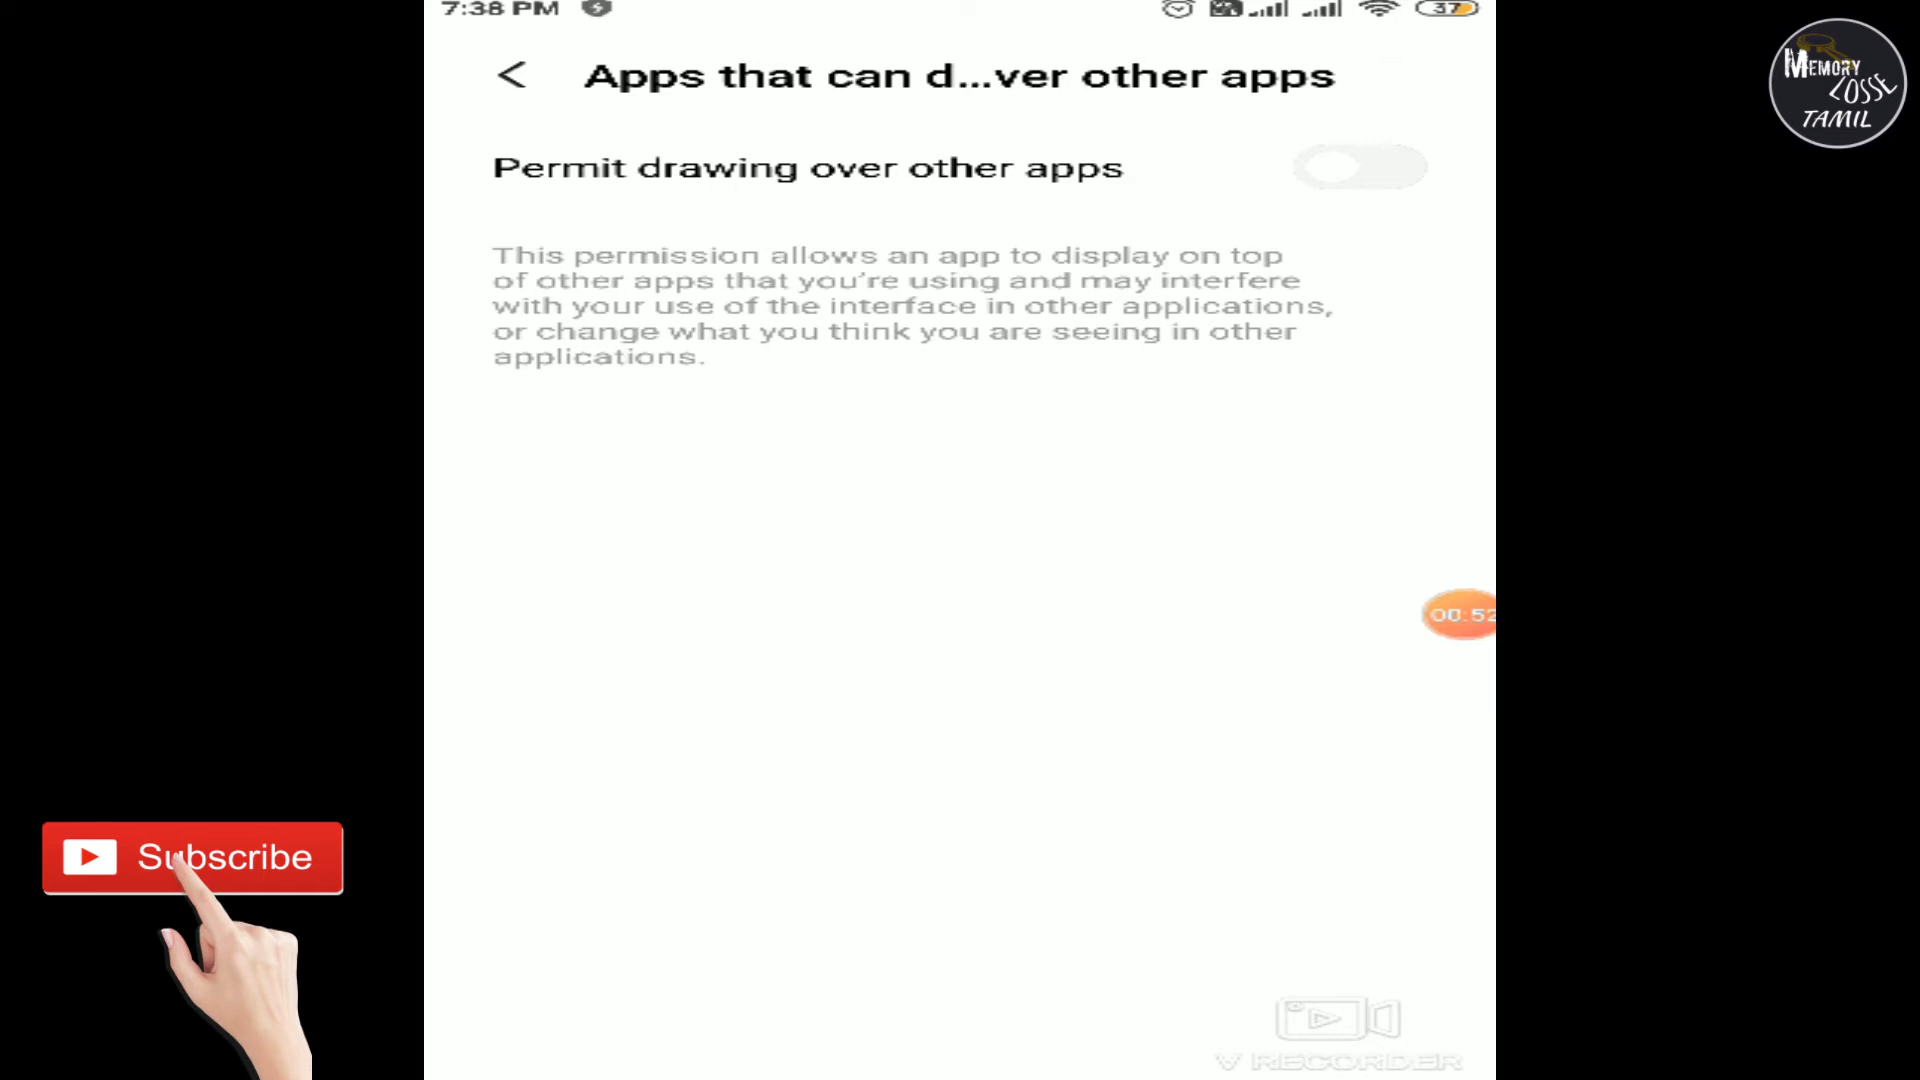 7:38 PM
37
Apps that can d...ver other apps
Permit drawing over other apps
This permission allows an app to display on top
of other apps that you're using and may interfere
with your use of the interface in other applications,
or change what you think you are seeing in other
applications.
00:52
Subscribe
V RECORDER
MEMORY
LOSSE
TAMIL